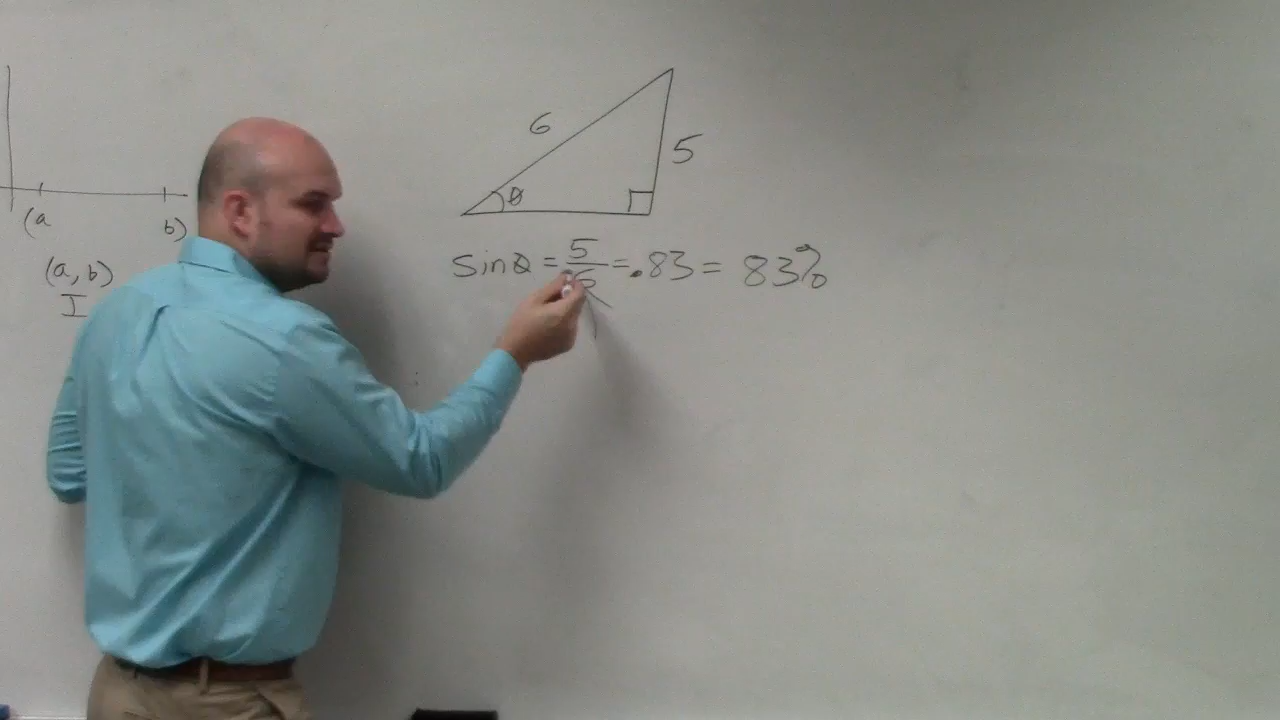 (a b)
(a, b)
I
6
5
θ
sinθ = 5/6 = .83 = 83%